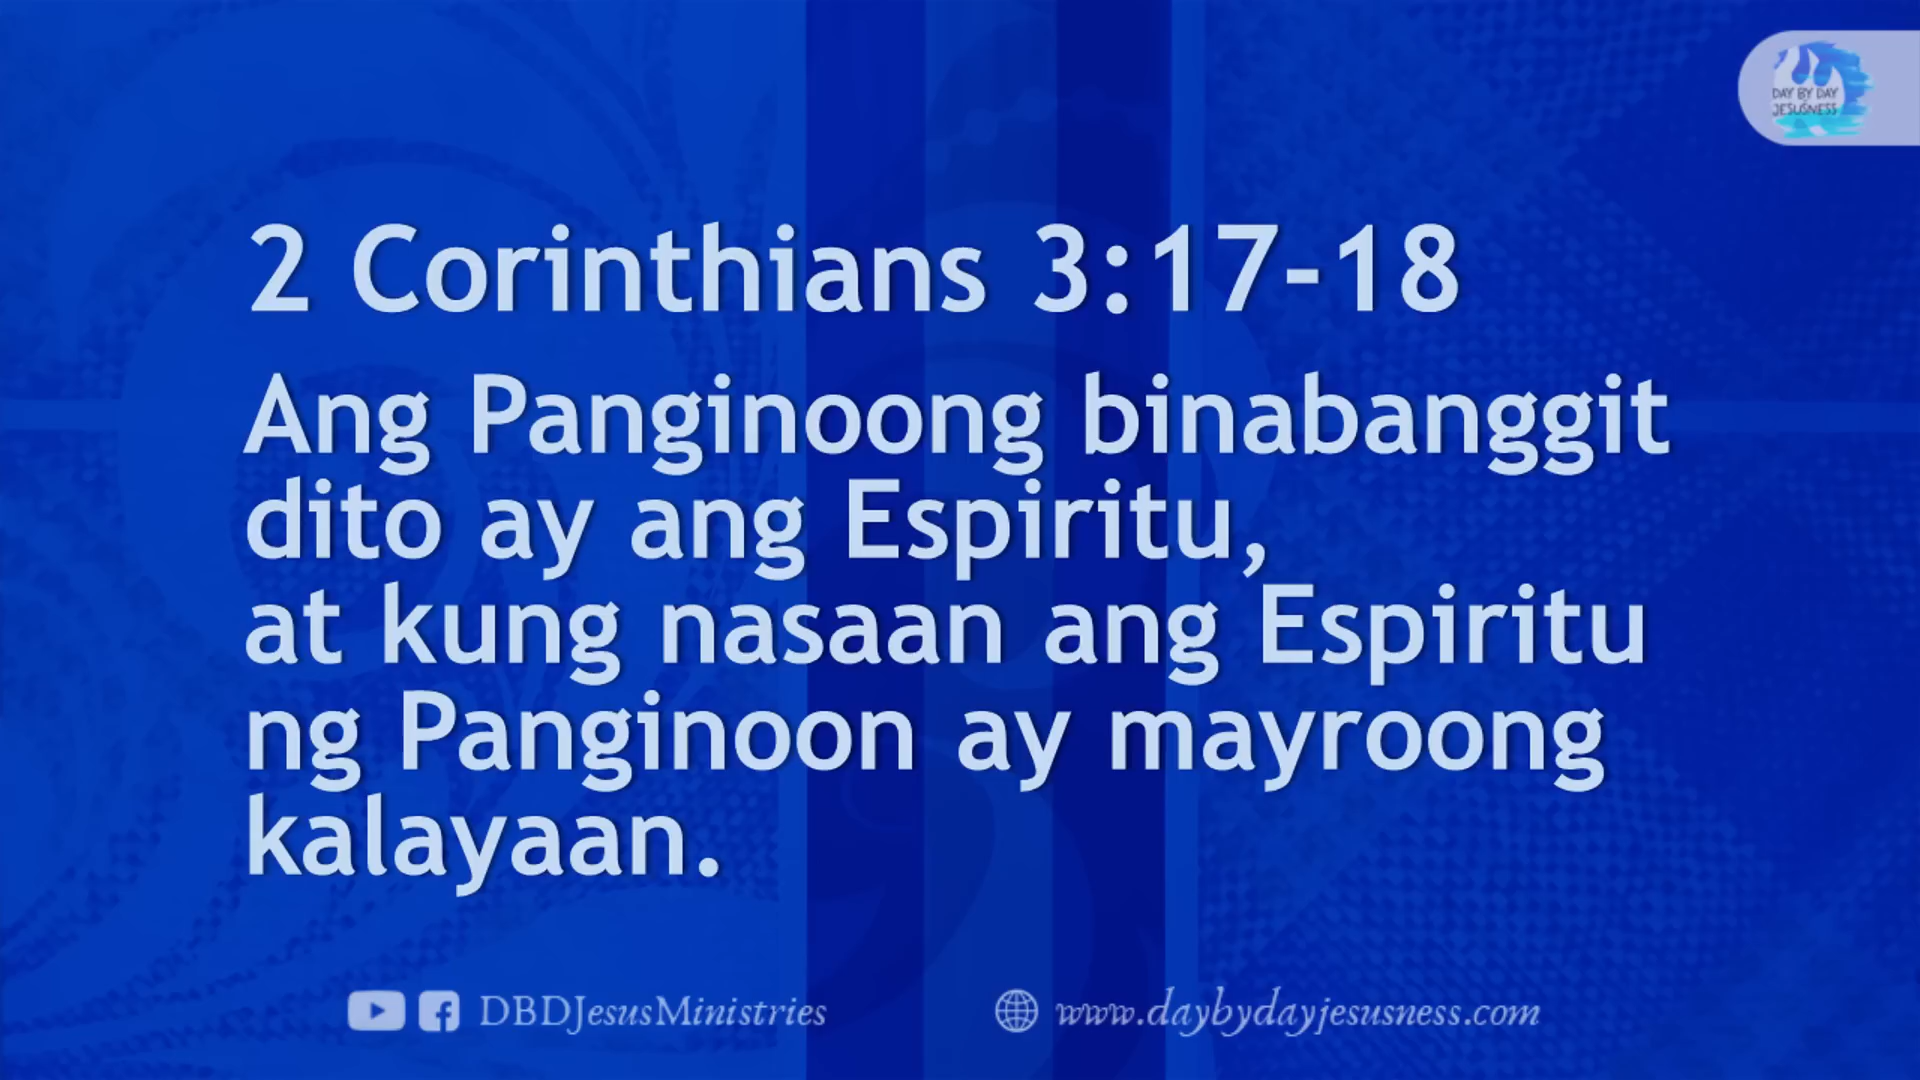 DAY BY DAY
JESUSNESS
2 Corinthians 3:17-18
Ang Panginoong binabanggit
dito ay ang Espiritu,
at kung nasaan ang Espiritu
ng Panginoon ay mayroong
kalayaan.
DBDJesusMinistries
www.daybydayjesusness.com